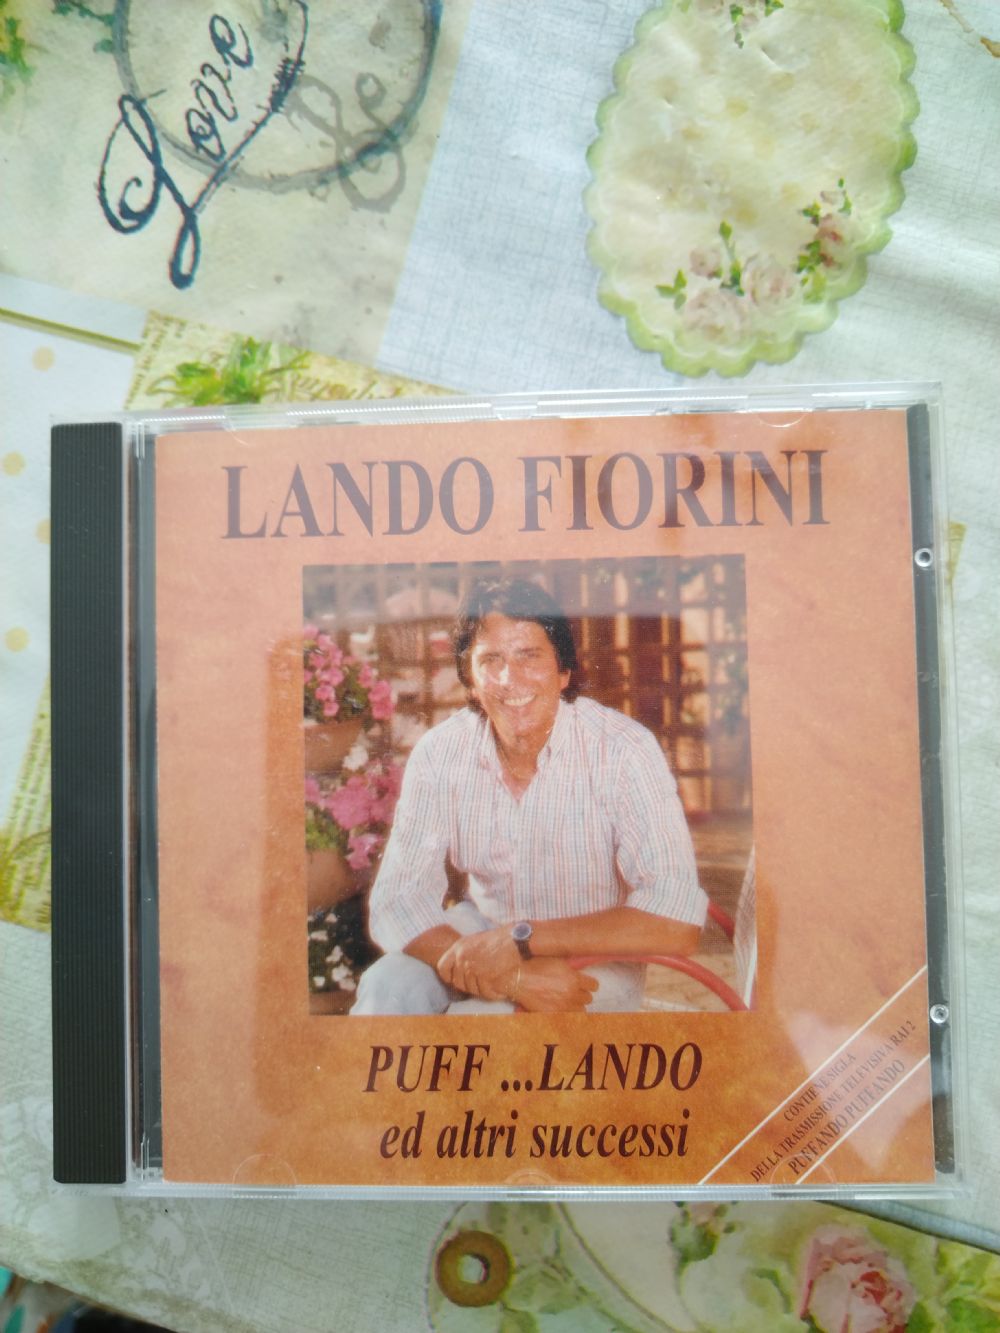 Love
LANDO FIORINI
PUFF ...LANDO
ed altri successi
CONTIENE SIGLA
DELLA TRASMISSIONE TELEVISIVA RAI 2
PUFFANDO PUFFANDO